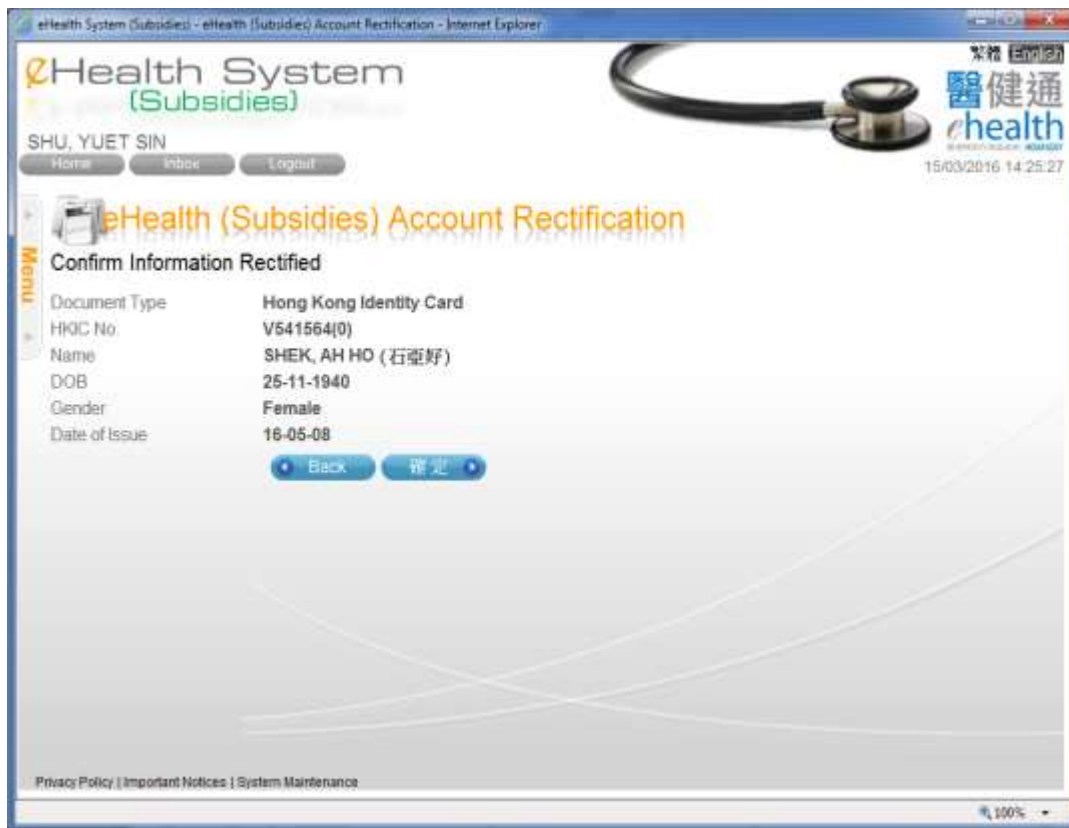 eHealth System (Subsidies) - eHealth (Subsidies) Account Rectification - Internet Explorer
eHealth System
(Subsidies)
繁體 English
醫健通
ehealth
SHU, YUET SIN
Home Inbox Logout
15/03/2016 14:25:27
eHealth (Subsidies) Account Rectification
Menu
Confirm Information Rectified
Document Type Hong Kong Identity Card
HKIC No V541564(0)
Name SHEK, AH HO (石亞好)
DOB 25-11-1940
Gender Female
Date of Issue 16-05-08
Back 確定
Privacy Policy | Important Notices | System Maintenance
100%